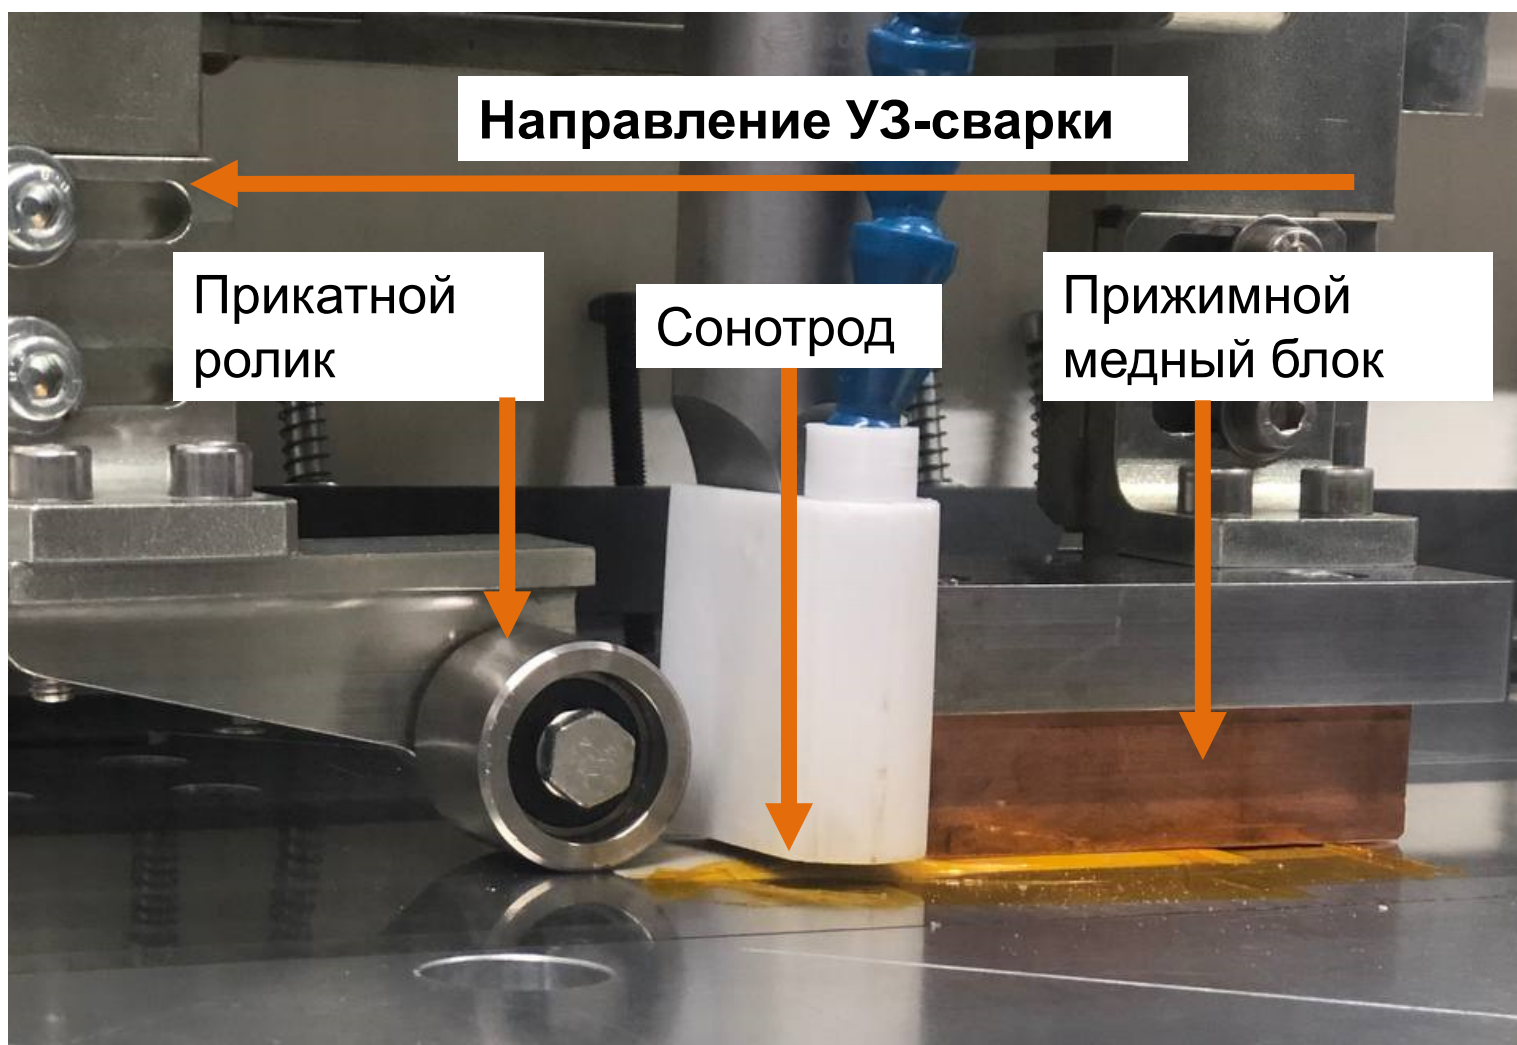 Направление УЗ-сварки
Прикатной
ролик
Сонотрод
Прижимной
медный блок